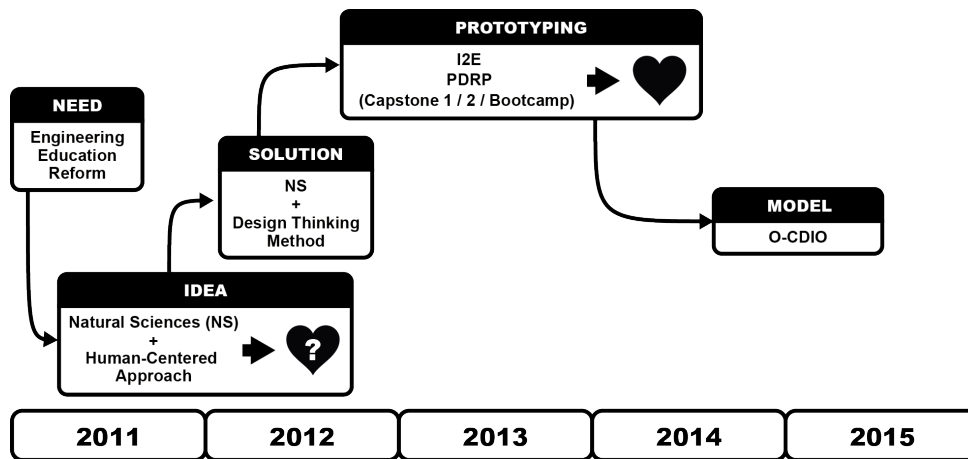 NEED
Engineering
Education
Reform
IDEA
Natural Sciences (NS)
+
Human-Centered
Approach
?
SOLUTION
NS
+
Design Thinking
Method
PROTOTYPING
I2E
PDRP
(Capstone 1 / 2 / Bootcamp)
MODEL
O-CDIO
2011
2012
2013
2014
2015